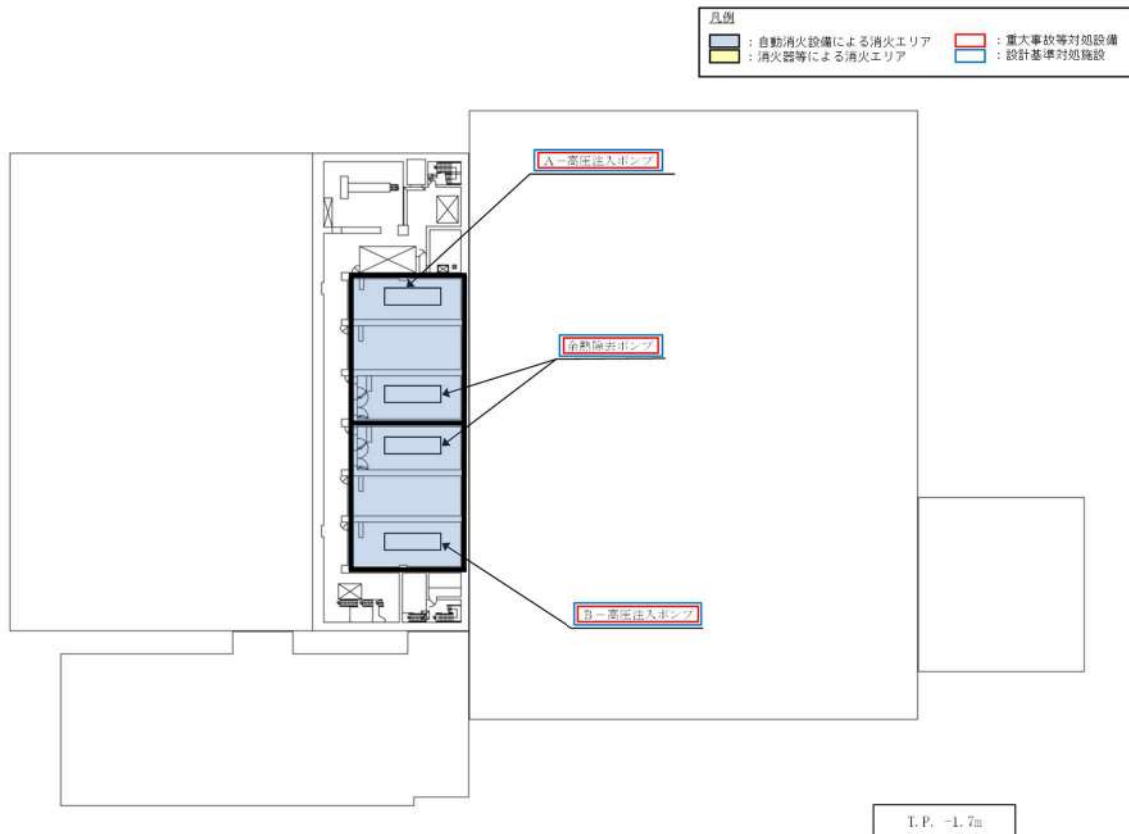 凡例
：自動消火設備による消火エリア
：重大事故等対処設備
：消火器等による消火エリア
：設計基準対処施設
A－高圧注入ポンプ
余熱除去ポンプ
B－高圧注入ポンプ
T.P. -1.7m